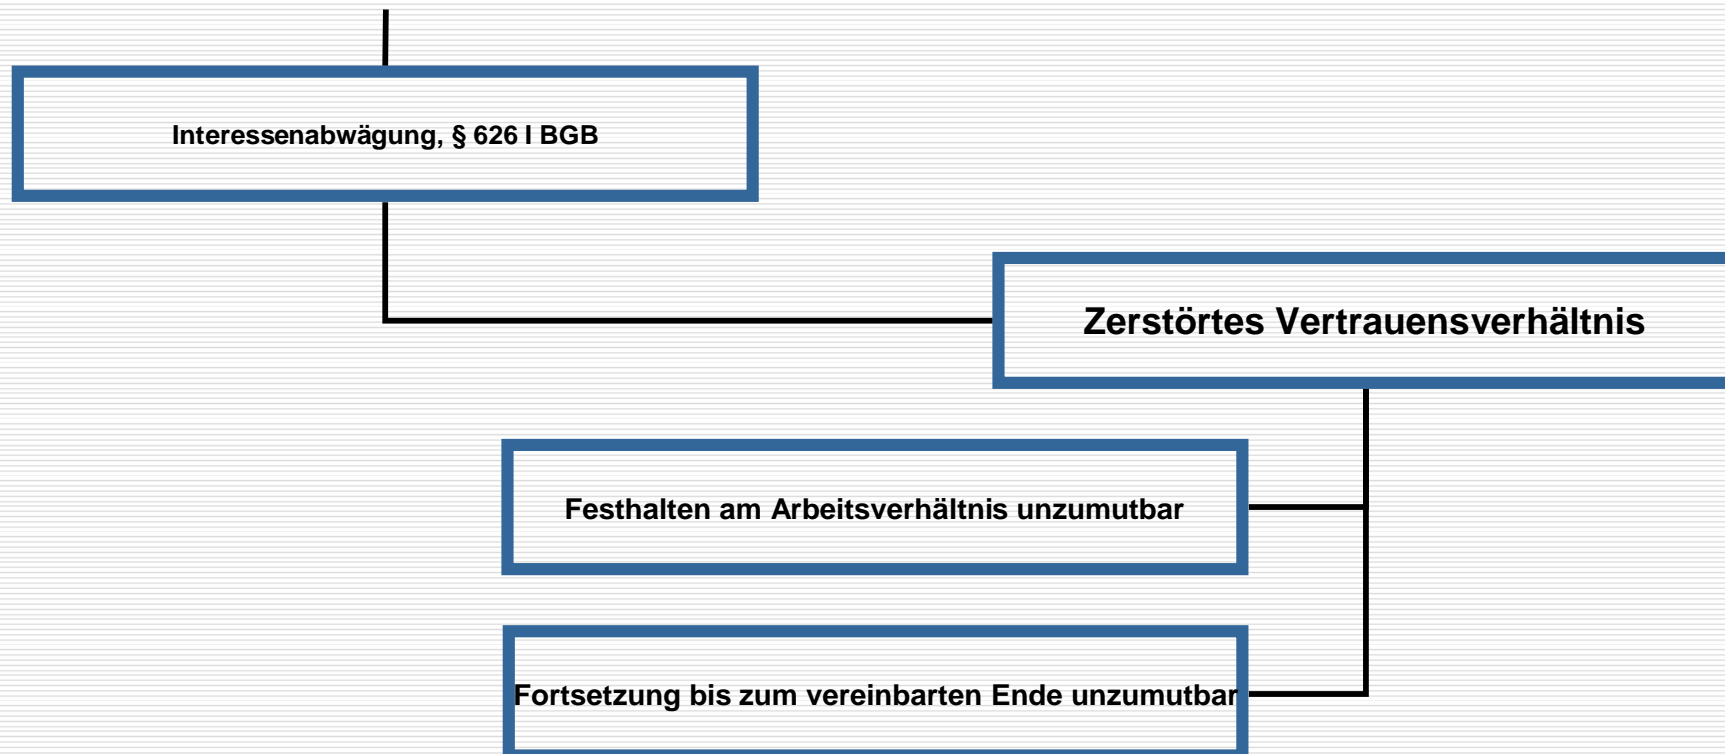 Interessenabwägung, § 626 I BGB
Zerstörtes Vertrauensverhältnis
Festhalten am Arbeitsverhältnis unzumutbar
Fortsetzung bis zum vereinbarten Ende unzumutbar